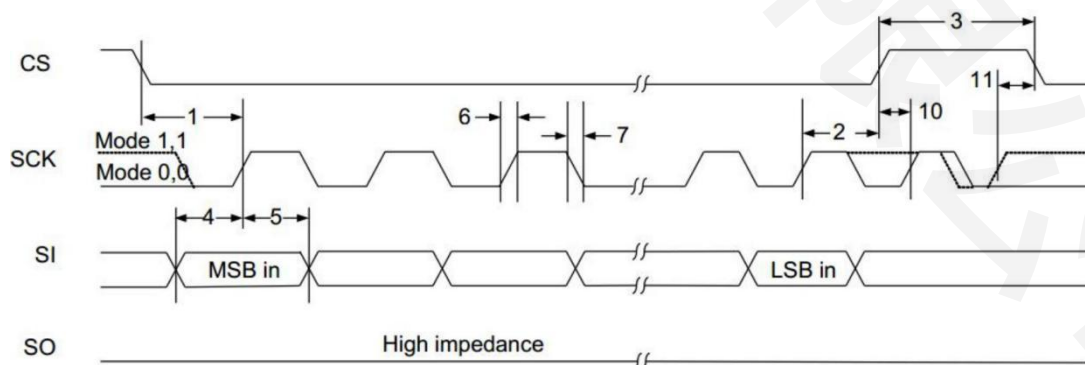 3
CS
11
1
6
7
2
10
Mode 1,1
SCK
Mode 0,0
4
5
SI
MSB in
LSB in
SO
High impedance